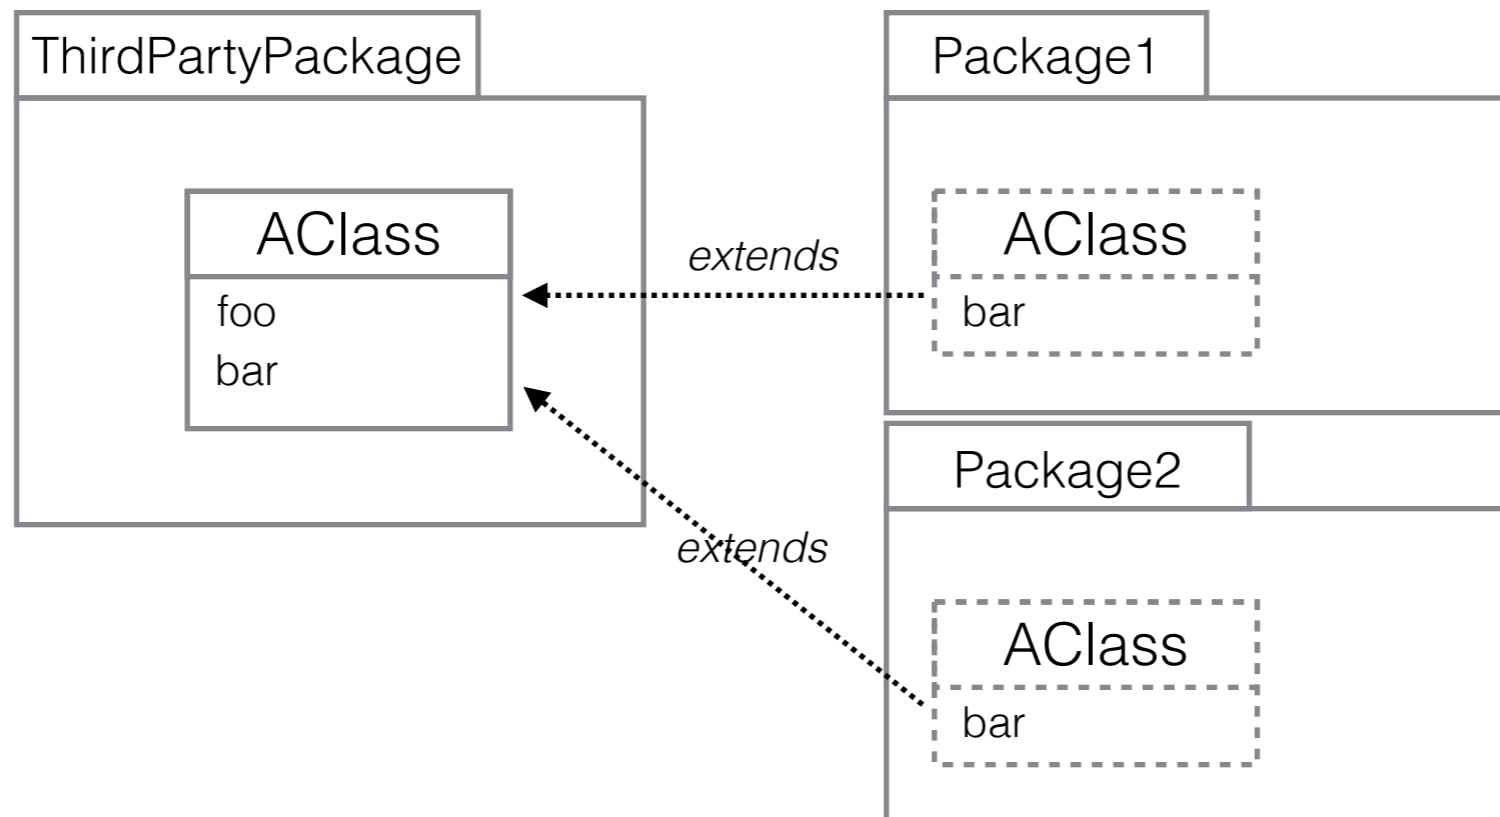 ThirdPartyPackage
AClass
foo
bar
extends
extends
Package1
AClass
bar
Package2
AClass
bar